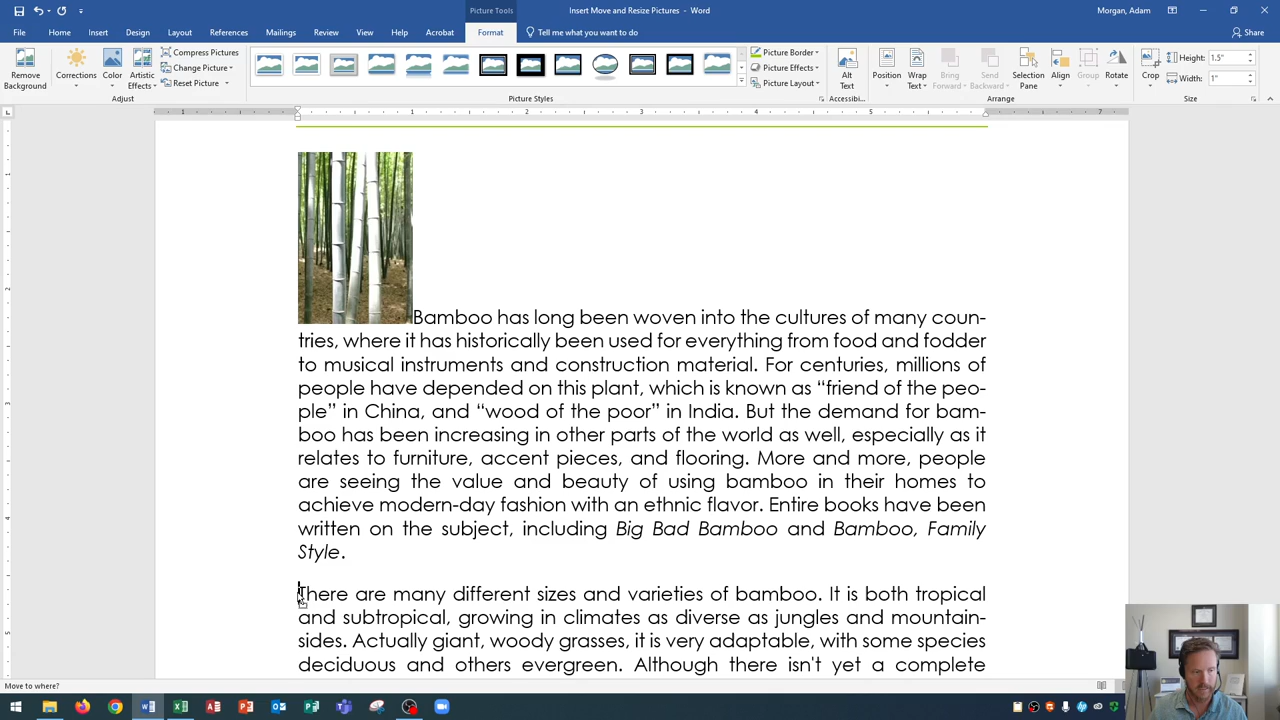 Picture Tools
Insert Move and Resize Pictures - Word
Morgan, Adam
File Home Insert Design Layout References Mailings Review View Help Acrobat Format Tell me what you want to do
Share
Remove Background
Corrections
Color
Artistic Effects
Compress Pictures
Change Picture
Reset Picture
Picture Border
Picture Effects
Picture Layout
Alt Text
Position
Wrap Text
Bring Forward
Send Backward
Selection Pane
Align
Group
Rotate
Crop
Height: 1.5"
Width: 1"
Adjust
Picture Styles
Accessibi...
Arrange
Size
1 1 2 3 4 5 7
Bamboo has long been woven into the cultures of many coun-
tries, where it has historically been used for everything from food and fodder
to musical instruments and construction material. For centuries, millions of
people have depended on this plant, which is known as “friend of the peo-
ple” in China, and “wood of the poor” in India. But the demand for bam-
boo has been increasing in other parts of the world as well, especially as it
relates to furniture, accent pieces, and flooring. More and more, people
are seeing the value and beauty of using bamboo in their homes to
achieve modern-day fashion with an ethnic flavor. Entire books have been
written on the subject, including Big Bad Bamboo and Bamboo, Family
Style.
There are many different sizes and varieties of bamboo. It is both tropical
and subtropical, growing in climates as diverse as jungles and mountain-
sides. Actually giant, woody grasses, it is very adaptable, with some species
deciduous and others evergreen. Although there isn't yet a complete
Move to where?